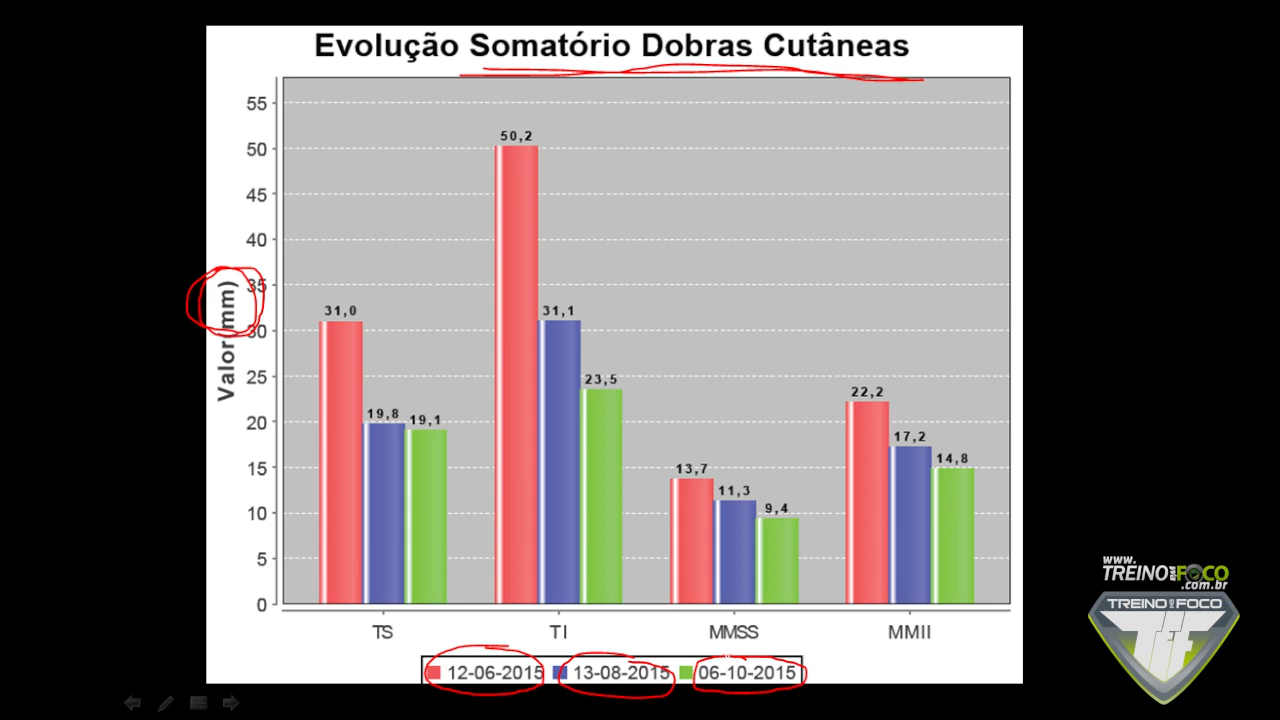 Evolução Somatório Dobras Cutâneas
Valor (mm)
55
50
45
40
35
30
25
20
15
10
5
0
50,2
31,0
31,1
19,8
19,1
23,5
13,7
11,3
9,4
22,2
17,2
14,8
TS
TI
MMSS
MMII
12-06-2015
13-08-2015
06-10-2015
www.
TREINO EM FOCO
.com.br
TREINO EM FOCO
TEF